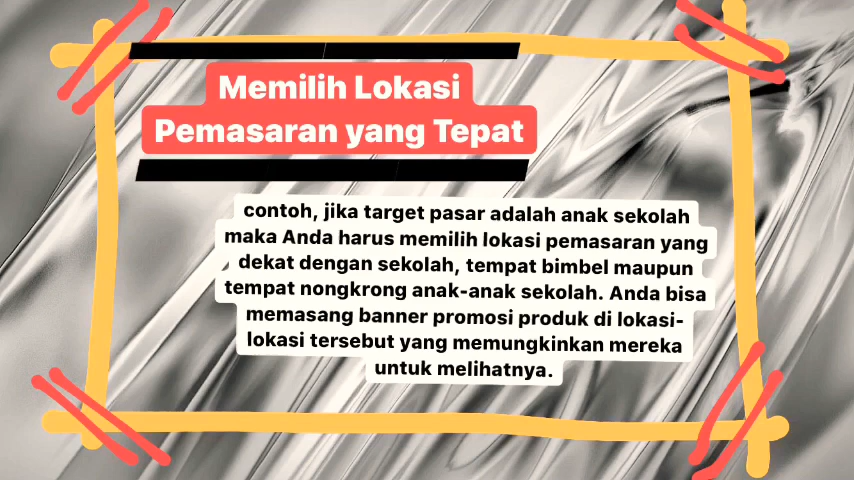 Memilih Lokasi
Pemasaran yang Tepat
contoh, jika target pasar adalah anak sekolah
maka Anda harus memilih lokasi pemasaran yang
dekat dengan sekolah, tempat bimbel maupun
tempat nongkrong anak-anak sekolah. Anda bisa
memasang banner promosi produk di lokasi-
lokasi tersebut yang memungkinkan mereka
untuk melihatnya.